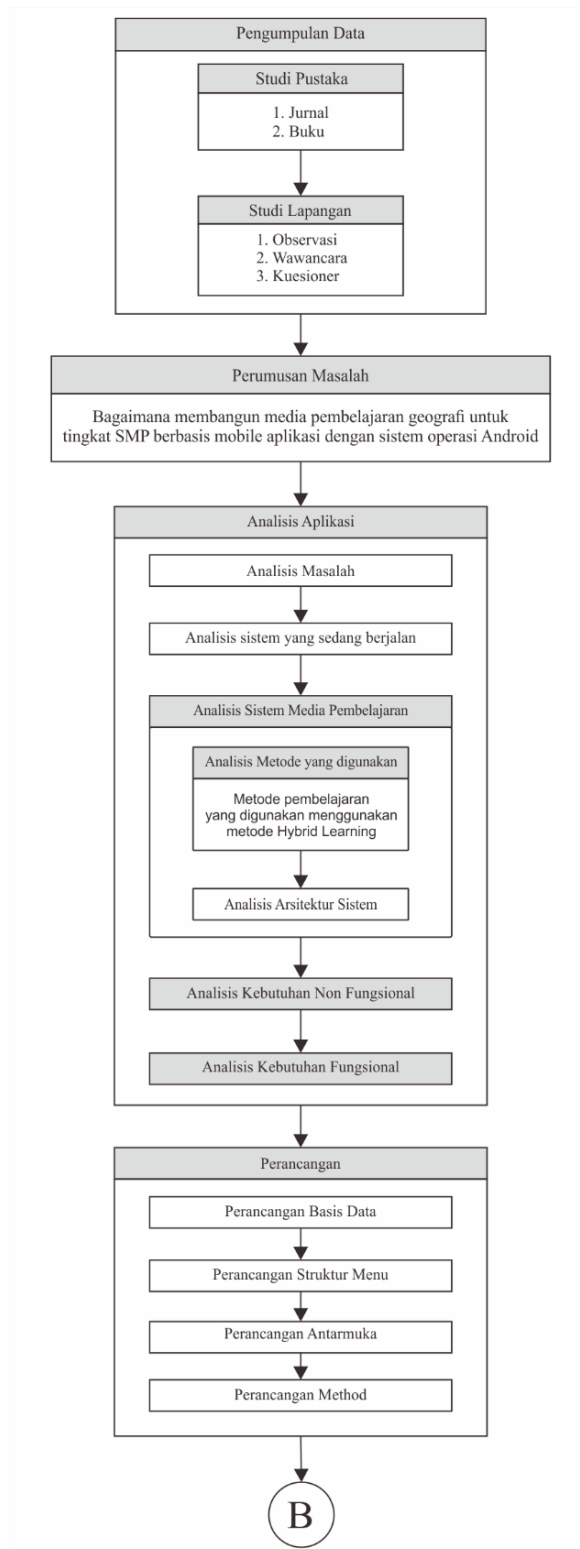 Pengumpulan Data
Studi Pustaka
1. Jurnal
2. Buku
Studi Lapangan
1. Observasi
2. Wawancara
3. Kuesioner
Perumusan Masalah
Bagaimana membangun media pembelajaran geografi untuk
tingkat SMP berbasis mobile aplikasi dengan sistem operasi Android
Analisis Aplikasi
Analisis Masalah
Analisis sistem yang sedang berjalan
Analisis Sistem Media Pembelajaran
Analisis Metode yang digunakan
Metode pembelajaran
yang digunakan menggunakan
metode Hybrid Learning
Analisis Arsitektur Sistem
Analisis Kebutuhan Non Fungsional
Analisis Kebutuhan Fungsional
Perancangan
Perancangan Basis Data
Perancangan Struktur Menu
Perancangan Antarmuka
Perancangan Method
B